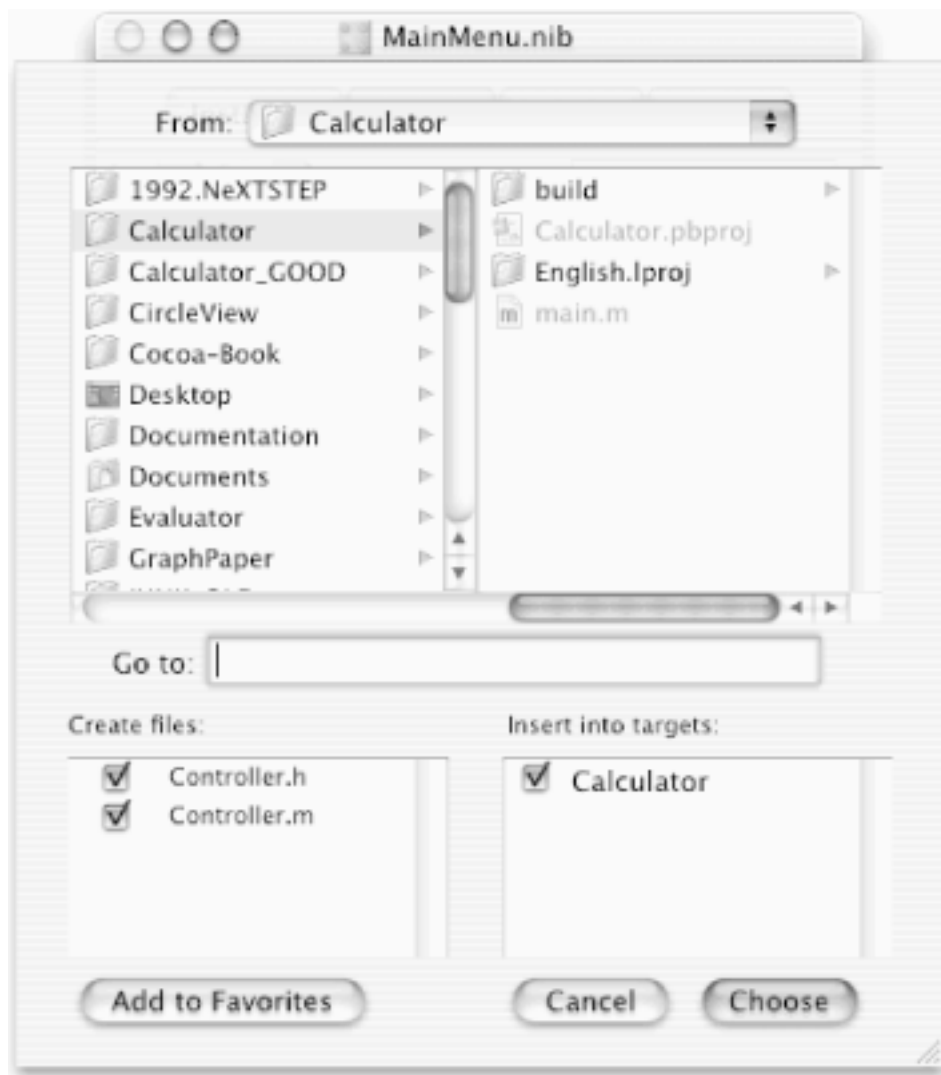 MainMenu.nib
From: Calculator
1992.NeXTSTEP
Calculator
Calculator_GOOD
CircleView
Cocoa-Book
Desktop
Documentation
Documents
Evaluator
GraphPaper
build
Calculator.pbproj
English.lproj
m main.m
Go to:
Create files:
Controller.h
Controller.m
Insert into targets:
Calculator
Add to Favorites
Cancel
Choose